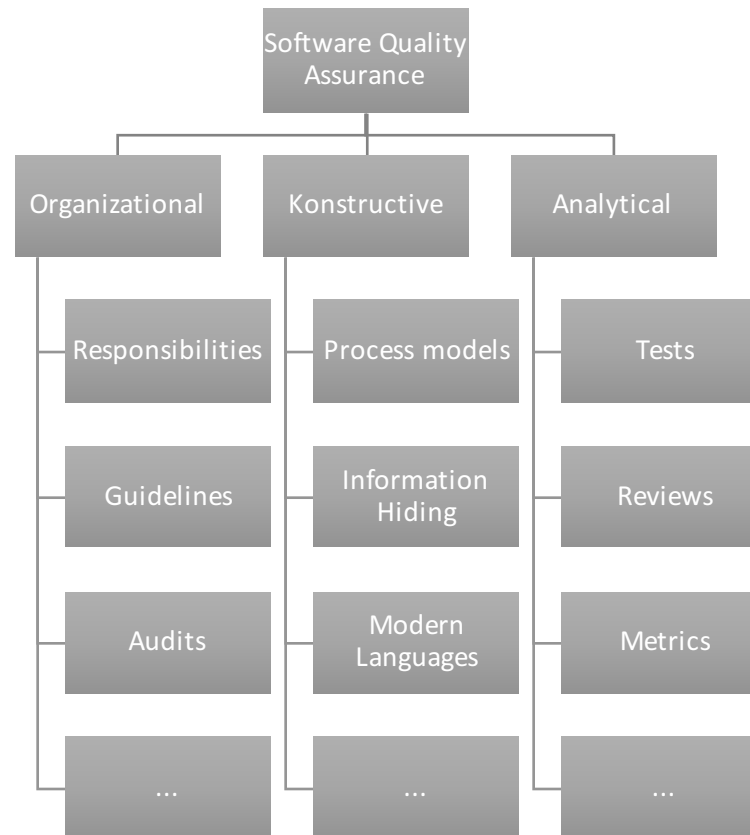 Software Quality
Assurance
Organizational
Konstructive
Analytical
Responsibilities
Process models
Tests
Guidelines
Information
Hiding
Reviews
Audits
Modern
Languages
Metrics
...
...
...